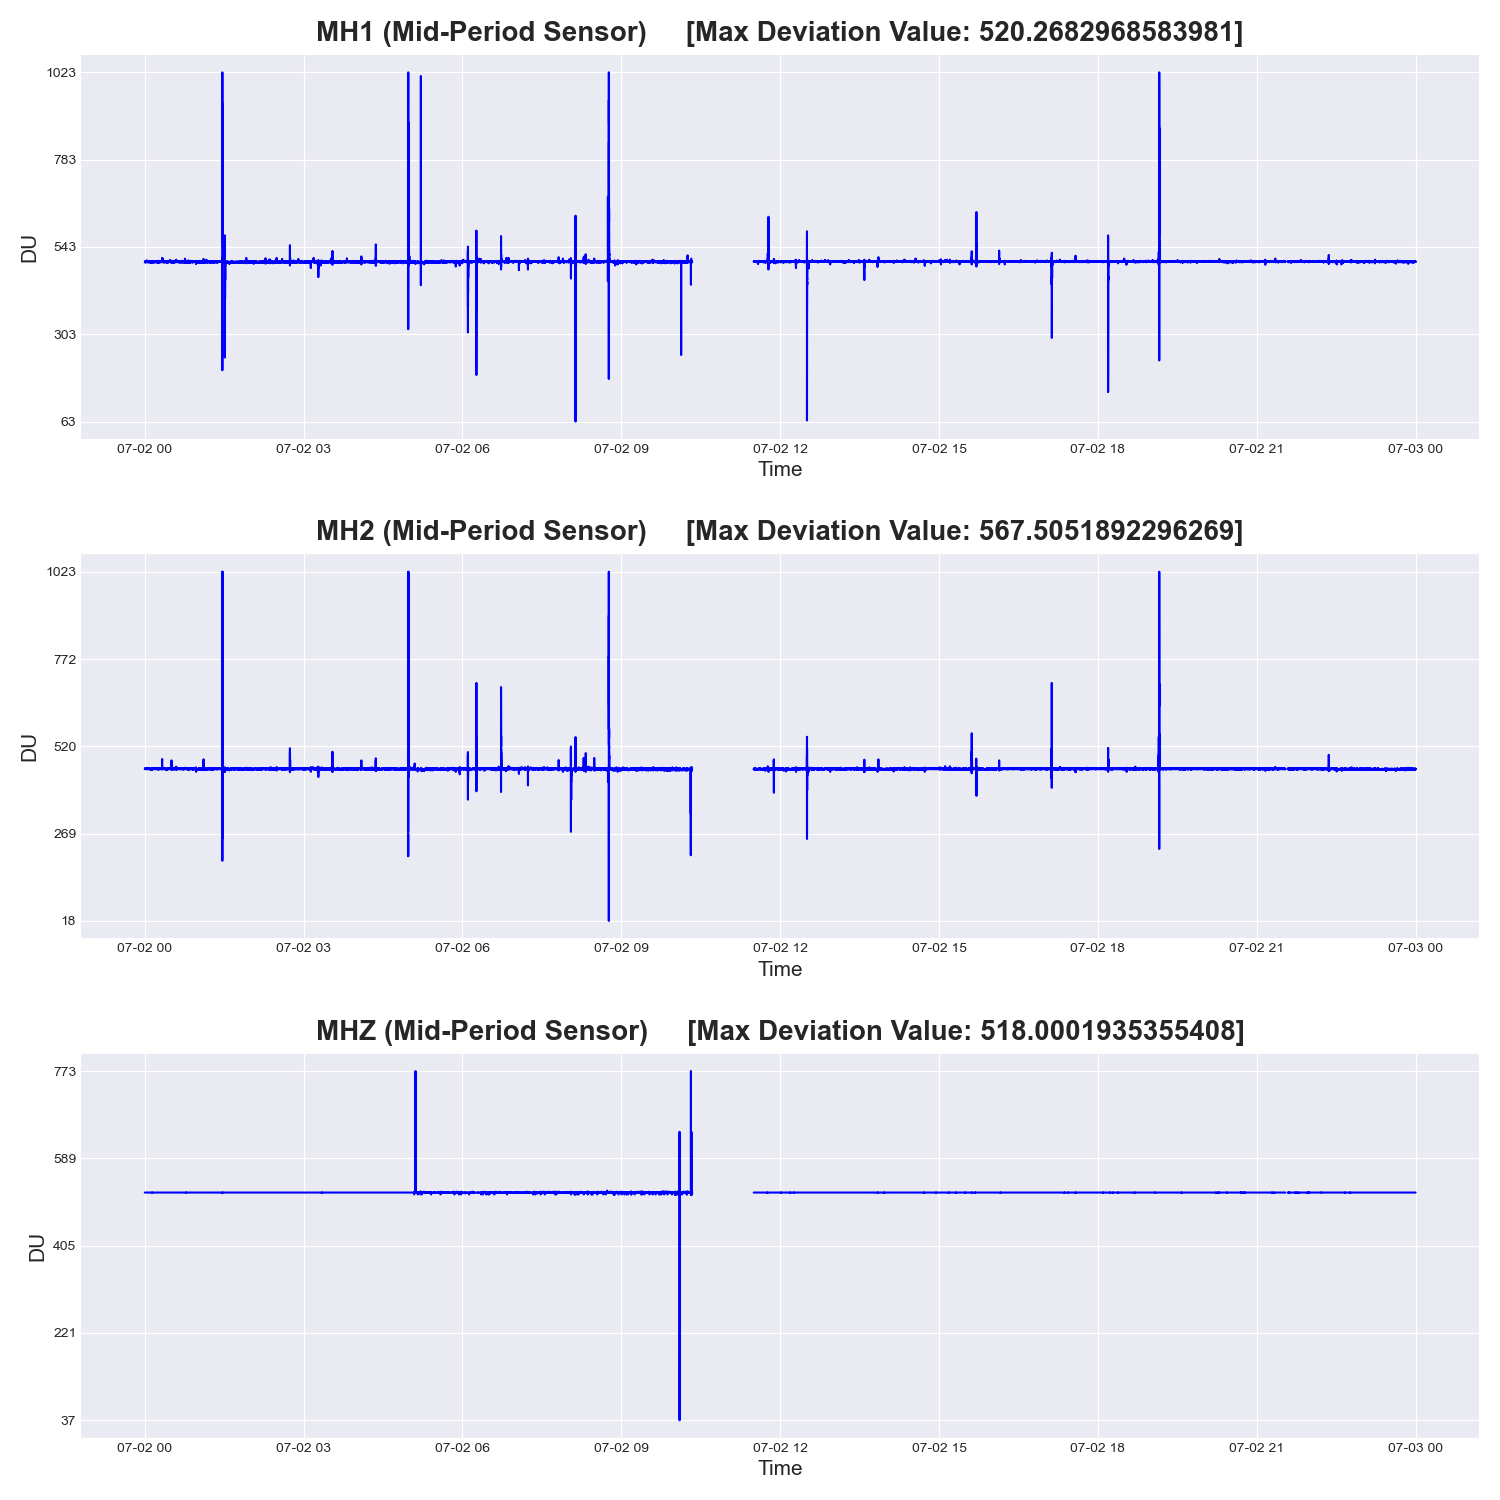 MH1 (Mid-Period Sensor) [Max Deviation Value: 520.2682968583981]
1023
783
543
303
63
DU
07-02 00 07-02 03 07-02 06 07-02 09 07-02 12 07-02 15 07-02 18 07-02 21 07-03 00
Time
MH2 (Mid-Period Sensor) [Max Deviation Value: 567.5051892296269]
1023
772
520
269
18
DU
07-02 00 07-02 03 07-02 06 07-02 09 07-02 12 07-02 15 07-02 18 07-02 21 07-03 00
Time
MHZ (Mid-Period Sensor) [Max Deviation Value: 518.0001935355408]
773
589
405
221
37
DU
07-02 00 07-02 03 07-02 06 07-02 09 07-02 12 07-02 15 07-02 18 07-02 21 07-03 00
Time